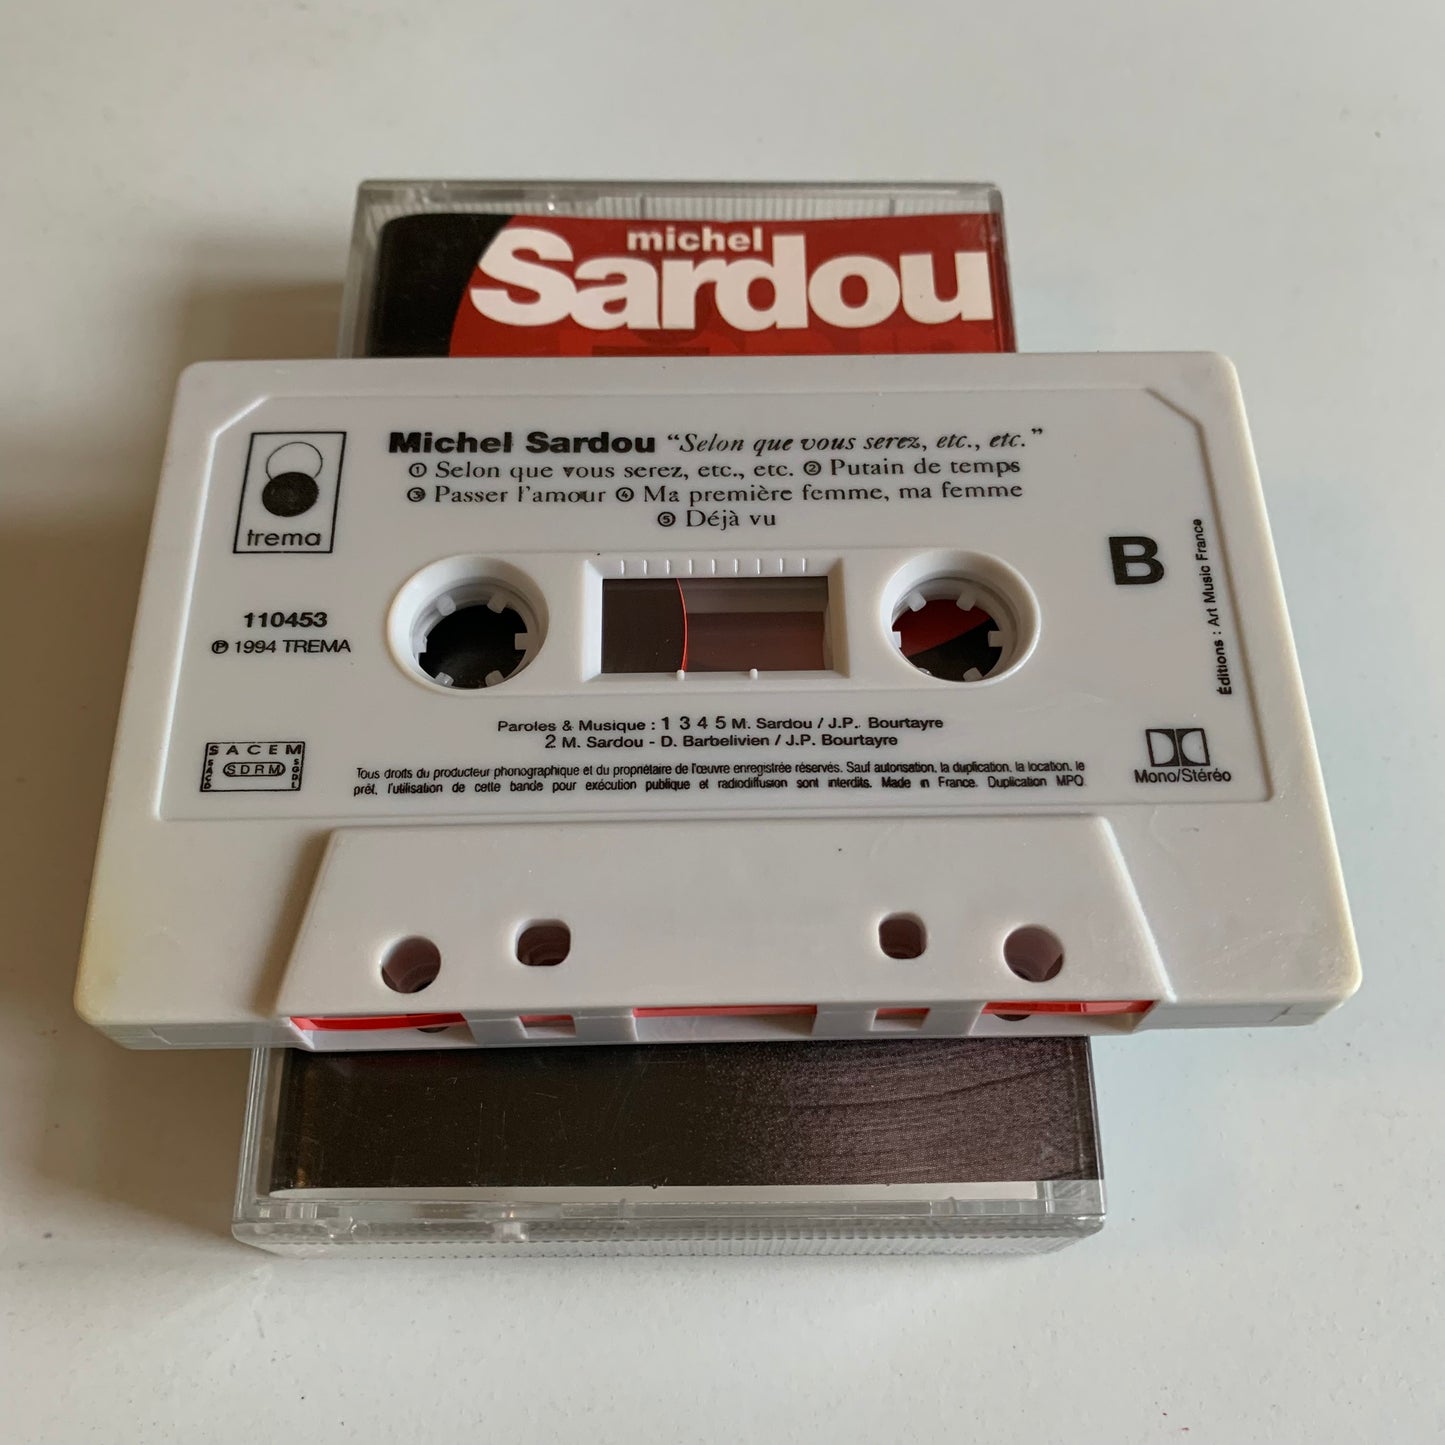 michel
Sardou
Michel Sardou "Selon que vous serez, etc., etc."
① Selon que vous serez, etc., etc. ② Putain de temps
③ Passer l'amour ④ Ma première femme, ma femme
⑤ Déjà vu
trema
B
Éditions : Art Music France
110453
℗ 1994 TREMA
Paroles & Musique : 1 3 4 5 M. Sardou / J.P. Bourtayre
2 M. Sardou - D. Barbelivien / J.P. Bourtayre
SACEM
SACD
SDRM
SGDL
Mono/Stéréo
Tous droits du producteur phonographique et du propriétaire de l'œuvre enregistrée réservés. Sauf autorisation, la duplication, la location, le
prêt, l'utilisation de cette bande pour exécution publique et radiodiffusion sont interdits. Made in France. Duplication MPO.